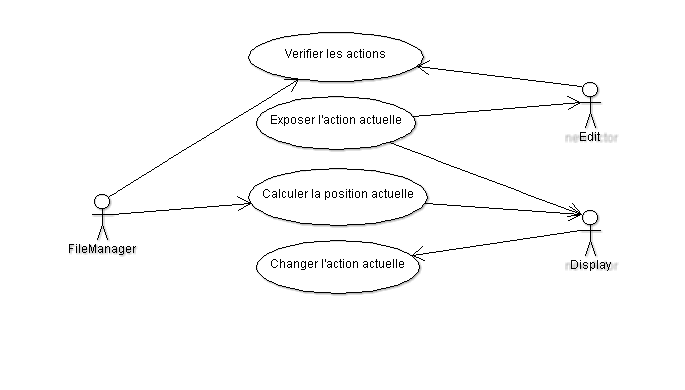 Verifier les actions
Exposer l'action actuelle
Edit
Calculer la position actuelle
FileManager
Changer l'action actuelle
Display